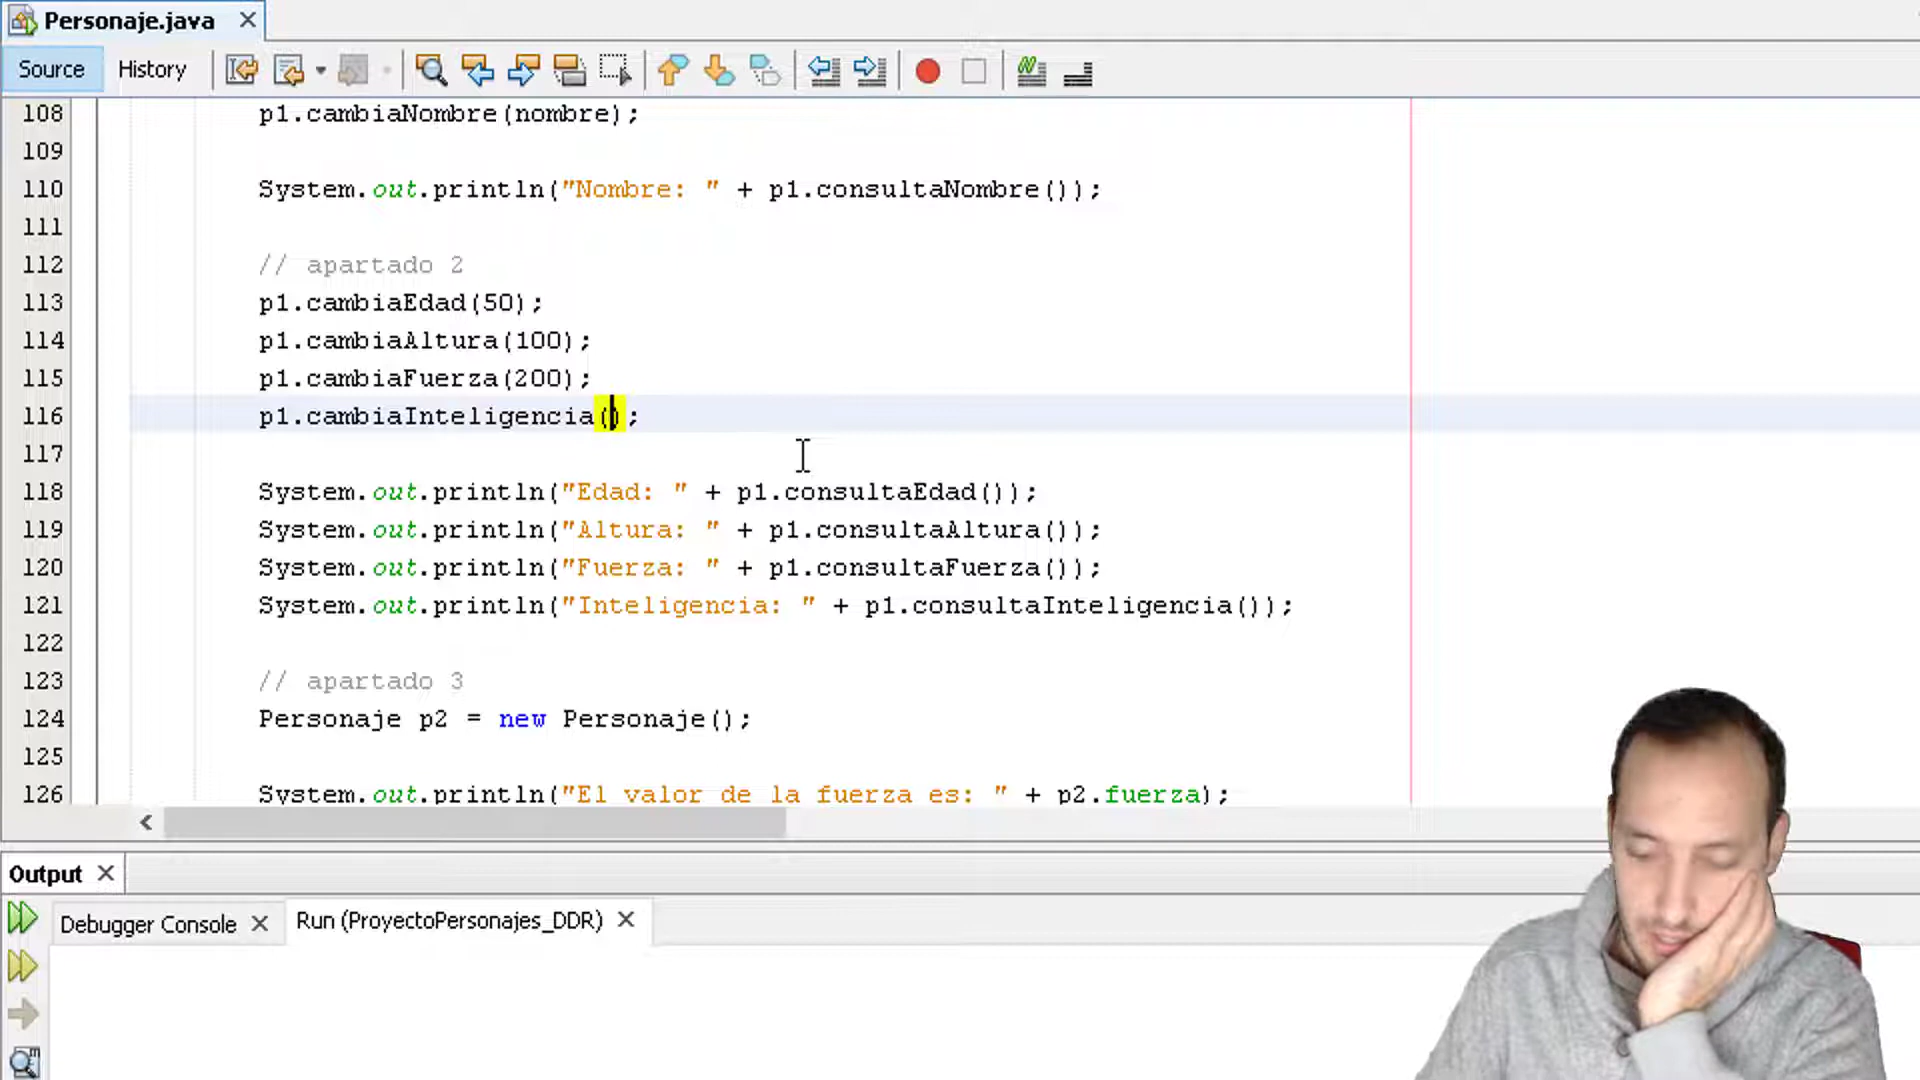 Personaje.java
Source History
108 p1.cambiaNombre(nombre);
109
110 System.out.println("Nombre: " + p1.consultaNombre());
111
112 // apartado 2
113 p1.cambiaEdad(50);
114 p1.cambiaAltura(100);
115 p1.cambiaFuerza(200);
116 p1.cambiaInteligencia();
117
118 System.out.println("Edad: " + p1.consultaEdad());
119 System.out.println("Altura: " + p1.consultaAltura());
120 System.out.println("Fuerza: " + p1.consultaFuerza());
121 System.out.println("Inteligencia: " + p1.consultaInteligencia());
122
123 // apartado 3
124 Personaje p2 = new Personaje();
125
126 System.out.println("El valor de la fuerza es: " + p2.fuerza);
Output
Debugger Console Run (ProyectoPersonajes_DDR)